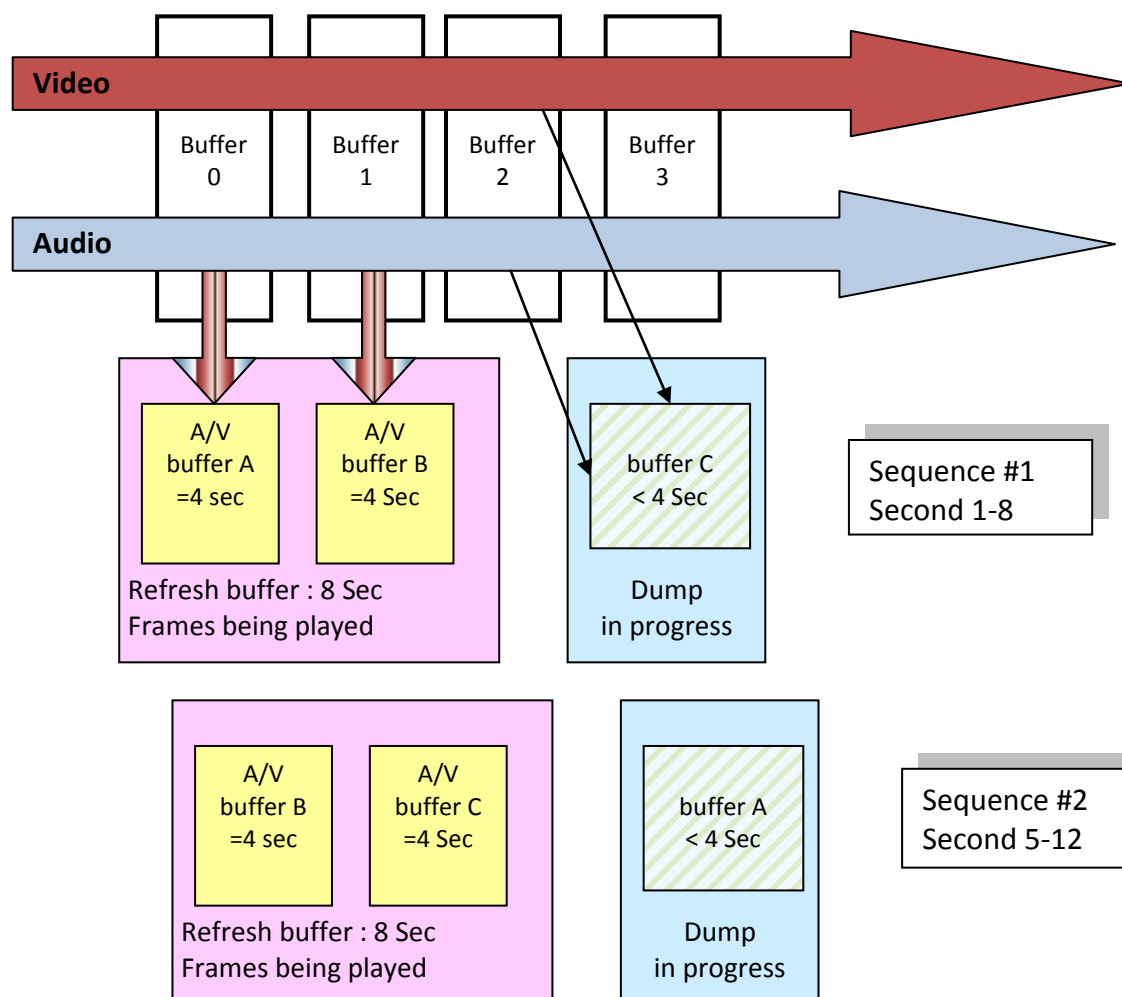 Video
Buffer
0
Buffer
1
Buffer
2
Buffer
3
Audio
A/V
buffer A
=4 sec
A/V
buffer B
=4 Sec
buffer C
< 4 Sec
Refresh buffer : 8 Sec
Frames being played
Dump
in progress
Sequence #1
Second 1-8
A/V
buffer B
=4 sec
A/V
buffer C
=4 Sec
buffer A
< 4 Sec
Refresh buffer : 8 Sec
Frames being played
Dump
in progress
Sequence #2
Second 5-12